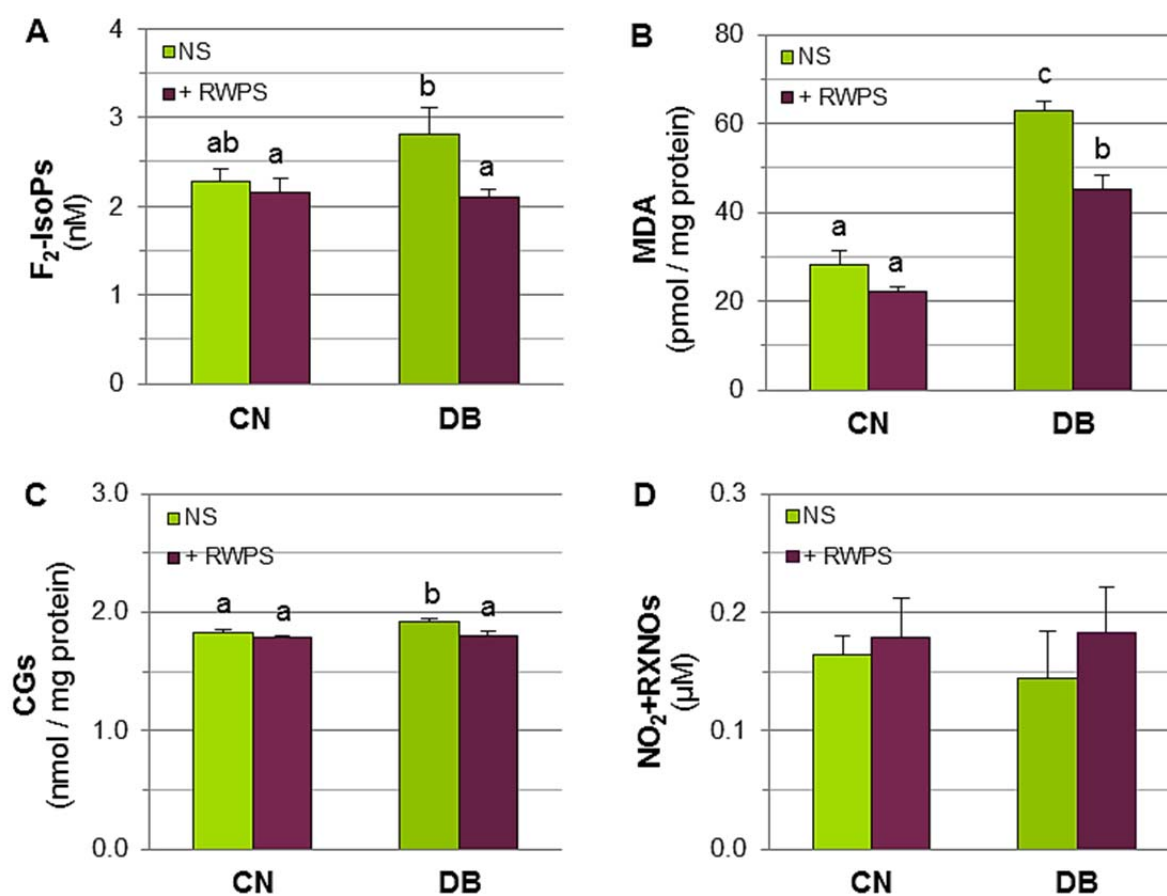 A
NS
+ RWPS
F₂-IsoPs
(nM)
4
3
2
1
0
ab
a
b
a
CN
DB
B
NS
+ RWPS
MDA
(pmol / mg protein)
80
60
40
20
0
a
a
c
b
CN
DB
C
NS
+ RWPS
CGs
(nmol / mg protein)
3.0
2.0
1.0
0.0
a
a
b
a
CN
DB
D
NS
+ RWPS
NO₂+RXNOs
(µM)
0.3
0.2
0.1
0.0
CN
DB